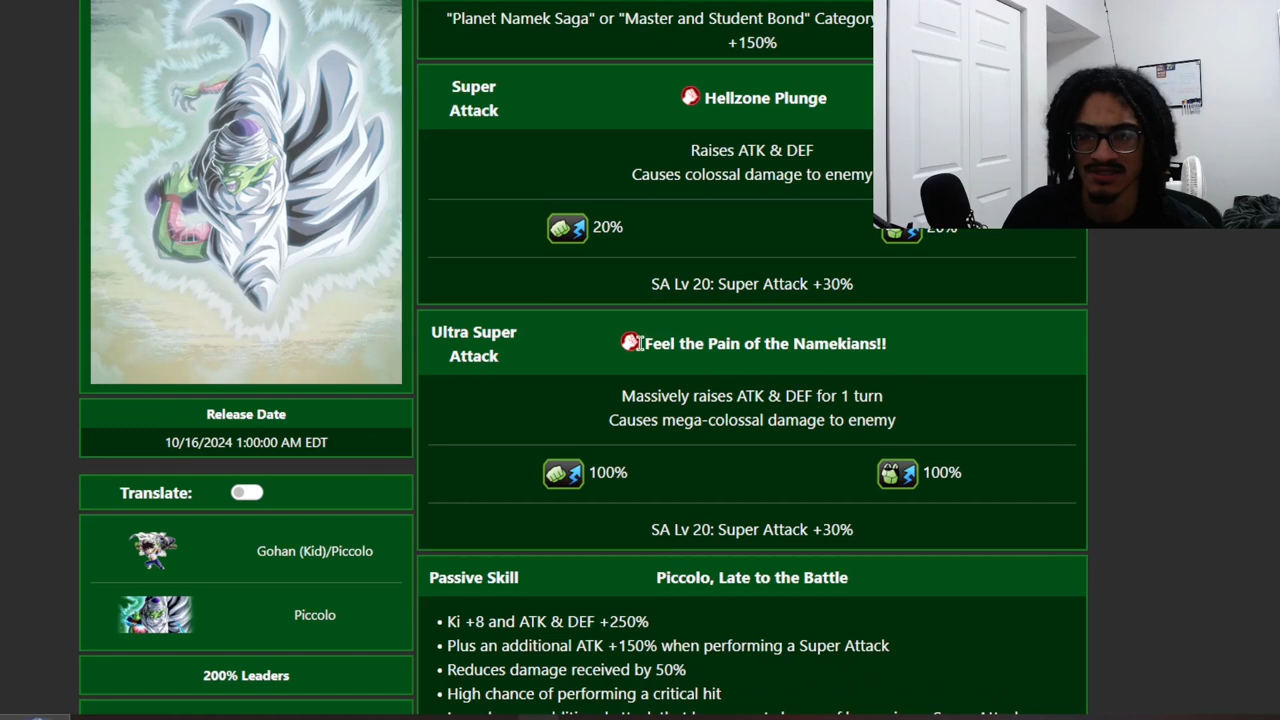 "Planet Namek Saga" or "Master and Student Bond" Category
+150%
Super
Attack
Hellzone Plunge
Raises ATK & DEF
Causes colossal damage to enemy
20%
20%
SA Lv 20: Super Attack +30%
Ultra Super
Attack
Feel the Pain of the Namekians!!
Massively raises ATK & DEF for 1 turn
Causes mega-colossal damage to enemy
100%
100%
SA Lv 20: Super Attack +30%
Release Date
10/16/2024 1:00:00 AM EDT
Translate:
Gohan (Kid)/Piccolo
Piccolo
200% Leaders
Passive Skill
Piccolo, Late to the Battle
• Ki +8 and ATK & DEF +250%
• Plus an additional ATK +150% when performing a Super Attack
• Reduces damage received by 50%
• High chance of performing a critical hit